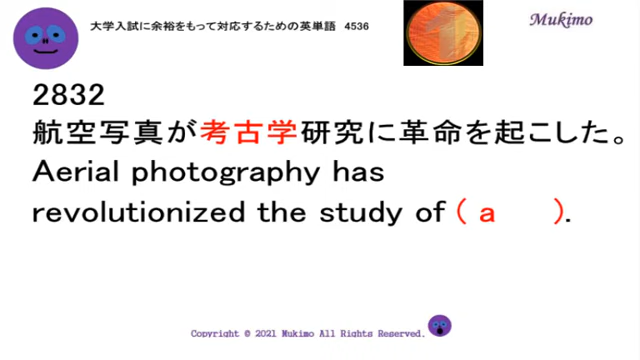 大学入試に余裕をもって対応するための英単語 4536
Mukimo
2832
航空写真が考古学研究に革命を起こした。
Aerial photography has
revolutionized the study of ( a      ).
Copyright © 2021 Mukimo All Rights Reserved.